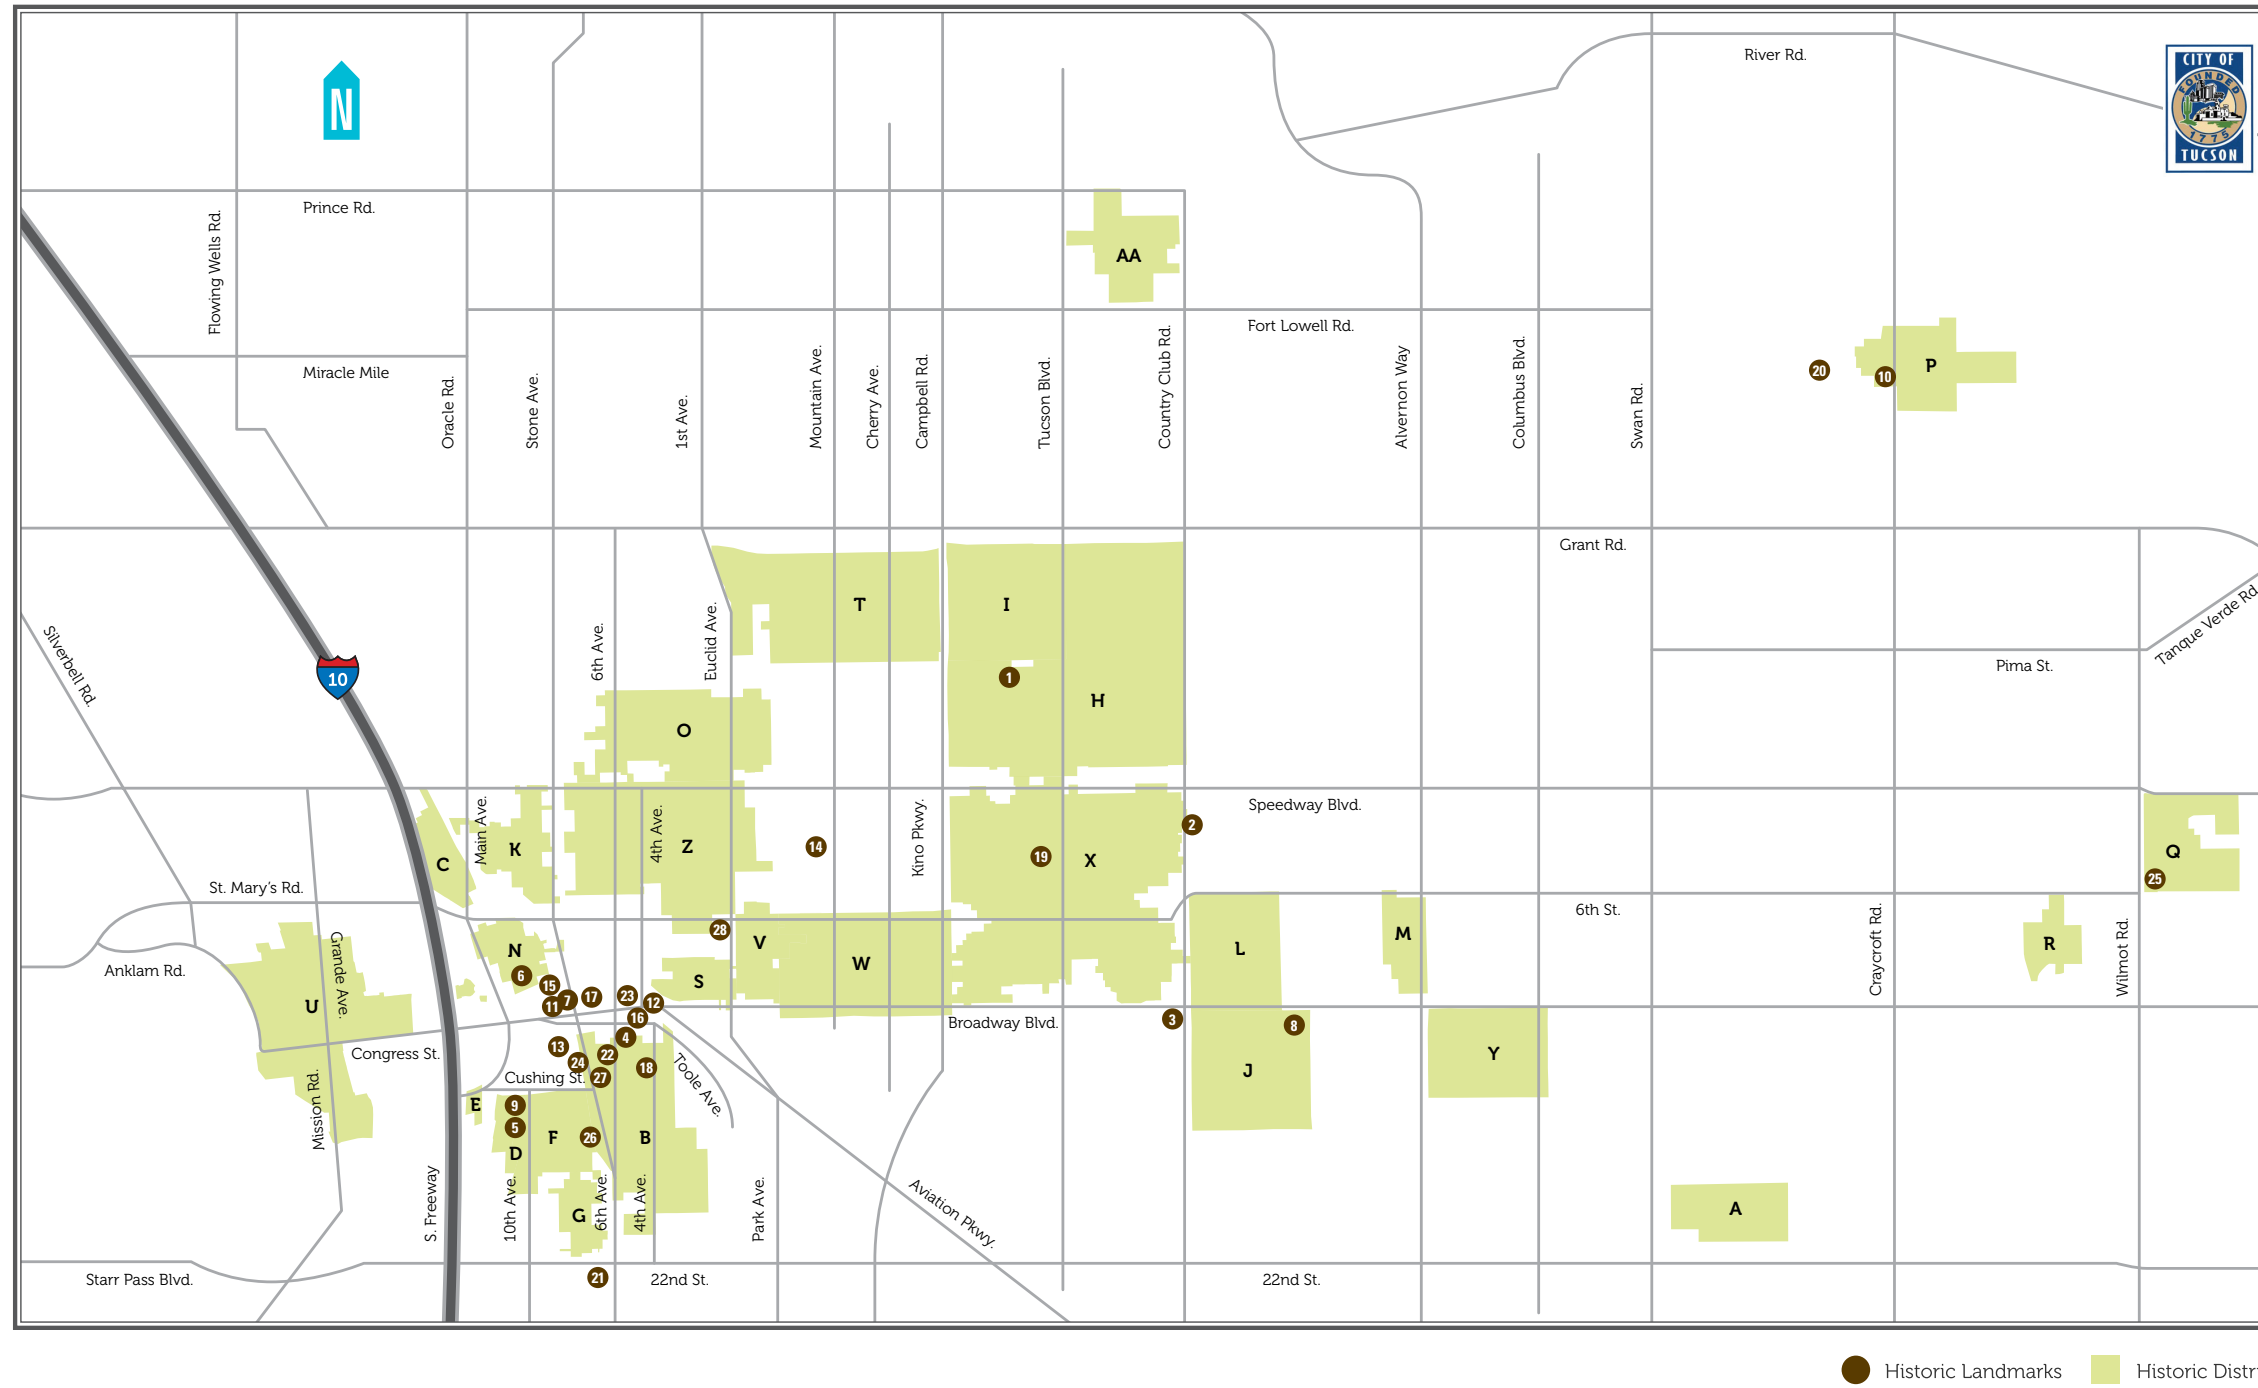 River Rd.
CITY OF
FOUNDED
1775
TUCSON
N
Prince Rd.
Flowing Wells Rd.
AA
Fort Lowell Rd.
Miracle Mile
Oracle Rd.
Stone Ave.
1st Ave.
Mountain Ave.
Cherry Ave.
Campbell Rd.
Tucson Blvd.
Country Club Rd.
Alvernon Way
Columbus Blvd.
Swan Rd.
20
10
P
Grant Rd.
Silverbell Rd.
10
6th Ave.
Euclid Ave.
T
I
H
1
Pima St.
Tanque Verde Rd
O
Speedway Blvd.
Main Ave.
C
K
4th Ave.
Z
14
Kino Pkwy.
19
X
2
Q
25
St. Mary's Rd.
6th St.
Craycroft Rd.
Wilmot Rd.
Anklam Rd.
Grande Ave.
U
N
6
15
11
7
17
23
12
16
28
V
W
S
L
M
R
Broadway Blvd.
3
8
Congress St.
13
24
22
4
27
18
Toole Ave.
J
Y
Cushing St.
Mission Rd.
E
9
5
D
F
26
B
S. Freeway
10th Ave.
G
6th Ave.
4th Ave.
Park Ave.
Aviation Pkwy.
A
Starr Pass Blvd.
21
22nd St.
22nd St.
Historic Landmarks
Historic Distr